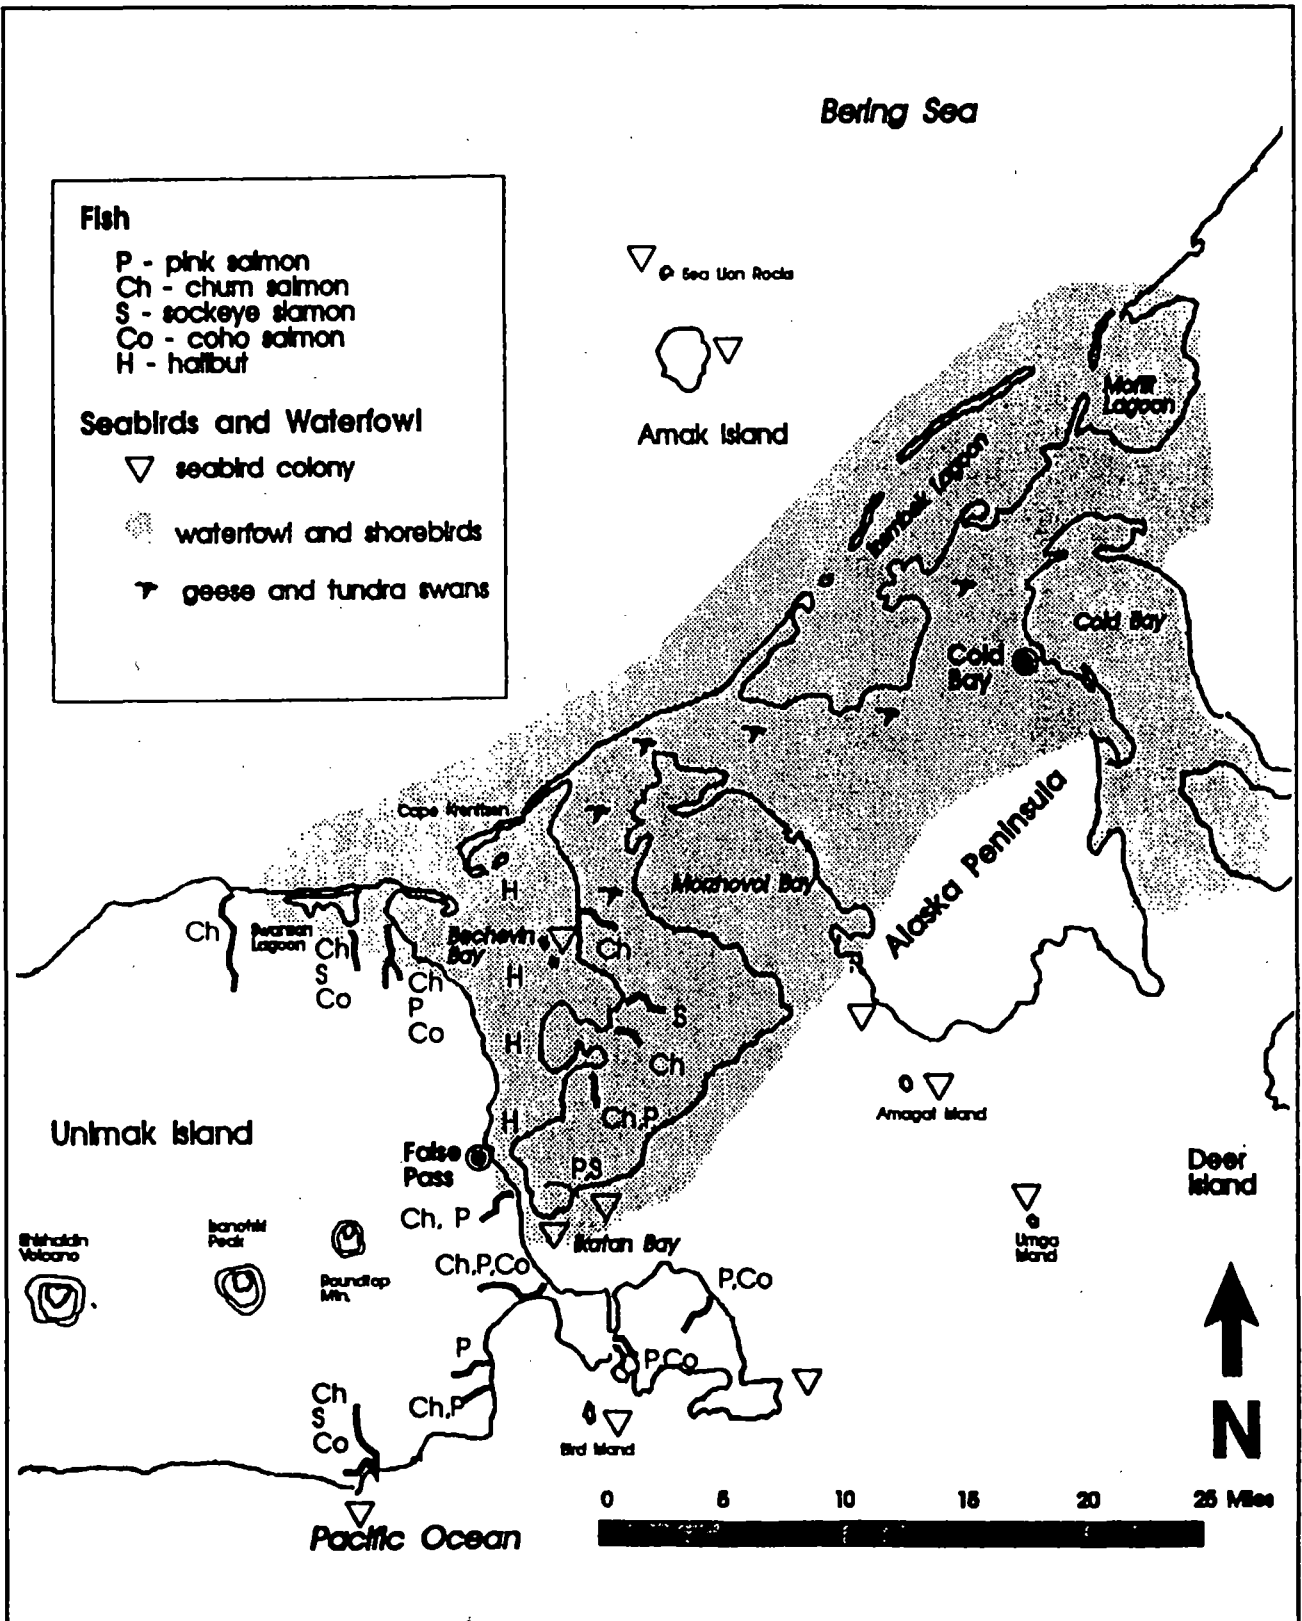 Bering Sea
Fish
P - pink salmon
Ch - chum salmon
S - sockeye slamon
Co - coho salmon
H - halibut
Seabirds and Waterfowl
seabird colony
waterfowl and shorebirds
geese and tundra swans
Sea Lion Rocks
Amak Island
Moffit
Lagoon
Izembek Lagoon
Cold Bay
Cold
Bay
Alaska Peninsula
Cape Krenitzen
Morzhovoi Bay
H
Ch
Swanson
Lagoon
Ch
S
Co
Ch
P
Co
Bechevin
Bay
Ch
H
S
H
Ch
H
Ch,P
Unimak Island
False
Pass
P,S
Amagat Island
Deer
Island
Umga
Island
Ch, P
Shishaldin
Volcano
Isanotski
Peak
Roundtop
Mtn.
Ikatan Bay
Ch,P,Co
P,Co
P
P,Co
Ch,P
Ch
S
Co
Bird Island
N
0 5 10 15 20 25 Miles
Pacific Ocean